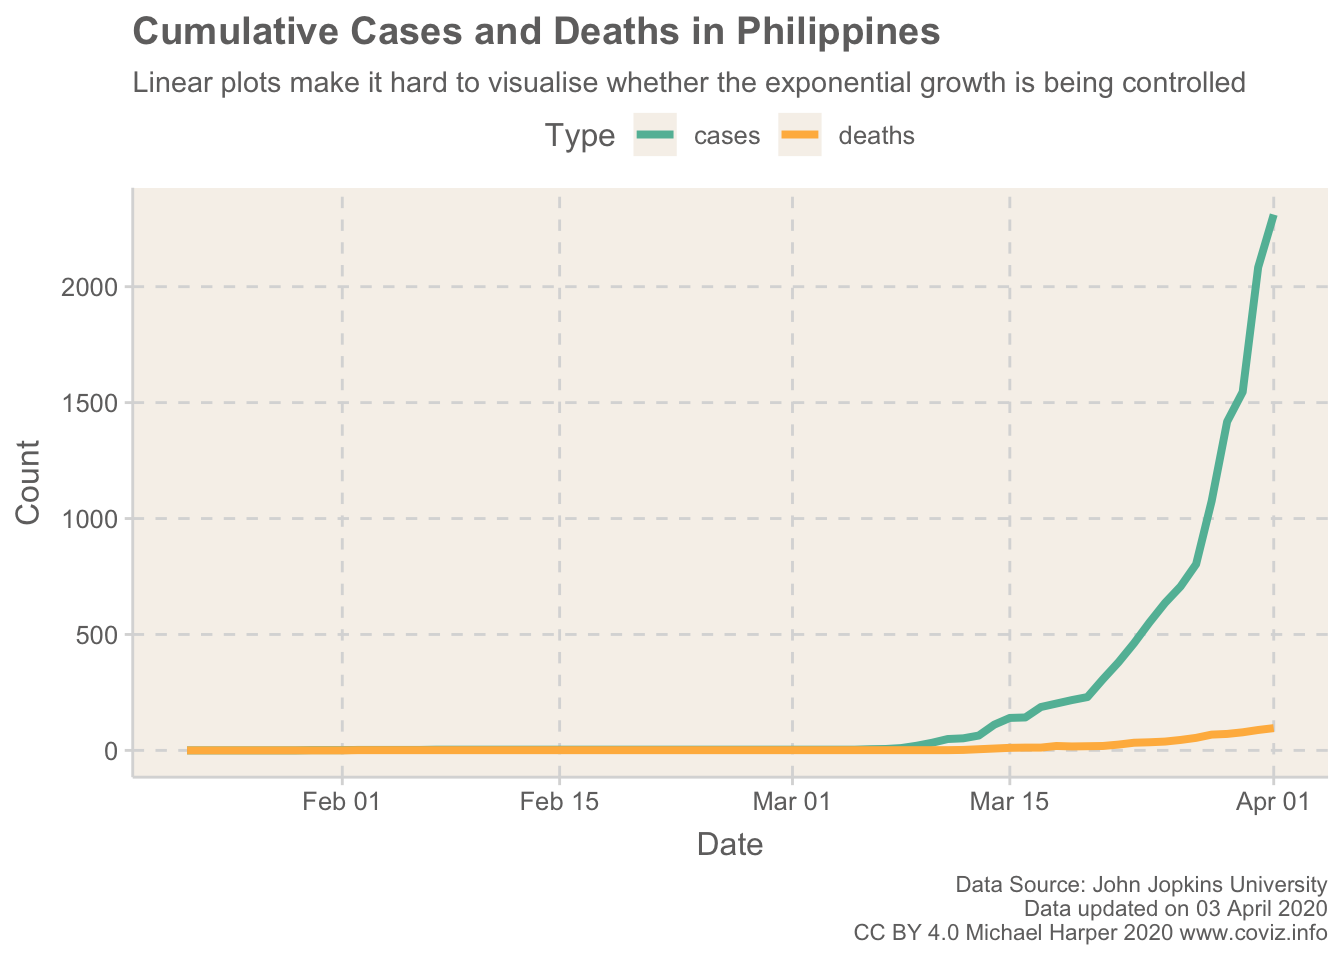 Cumulative Cases and Deaths in Philippines
Linear plots make it hard to visualise whether the exponential growth is being controlled
Type cases deaths
Count
2000
1500
1000
500
0
Feb 01 Feb 15 Mar 01 Mar 15 Apr 01
Date
Data Source: John Jopkins University
Data updated on 03 April 2020
CC BY 4.0 Michael Harper 2020 www.coviz.info